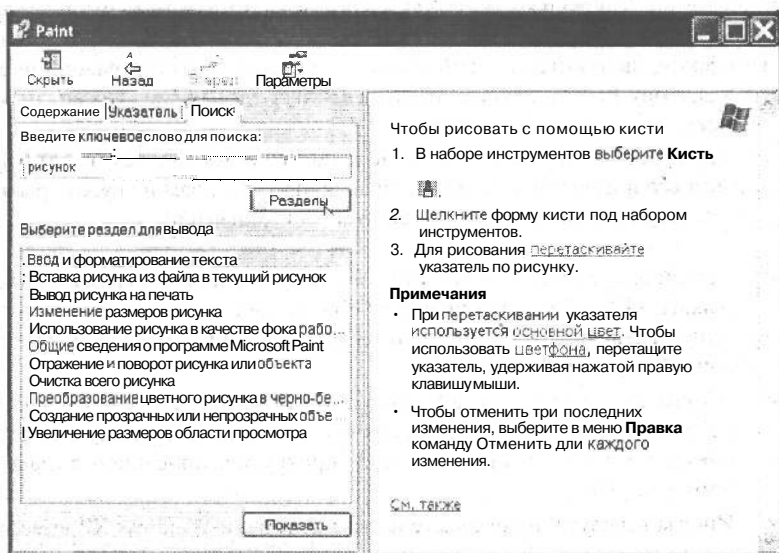 Paint
Скрыть Назад Вперед Параметры
Содержание Указатель Поиск
Введите ключевое слово для поиска:
рисунок
Разделы
Выберите раздел для вывода
Ввод и форматирование текста
Вставка рисунка из файла в текущий рисунок
Вывод рисунка на печать
Изменение размеров рисунка
Использование рисунка в качестве фока рабо...
Общие сведения о программе Microsoft Paint
Отражение и поворот рисунка или объекта
Очистка всего рисунка
Преобразование цветного рисунка в черно-бе...
Создание прозрачных или непрозрачных объе...
Увеличение размеров области просмотра
Показать
Чтобы рисовать с помощью кисти
1. В наборе инструментов выберите Кисть
.
2. Щелкните форму кисти под набором
инструментов.
3. Для рисования перетаскивайте
указатель по рисунку.
Примечания
• При перетаскивании указателя
используется основной цвет. Чтобы
использовать цвет фона, перетащите
указатель, удерживая нажатой правую
клавишу мыши.
• Чтобы отменить три последних
изменения, выберите в меню Правка
команду Отменить дли каждого
изменения.
См. также